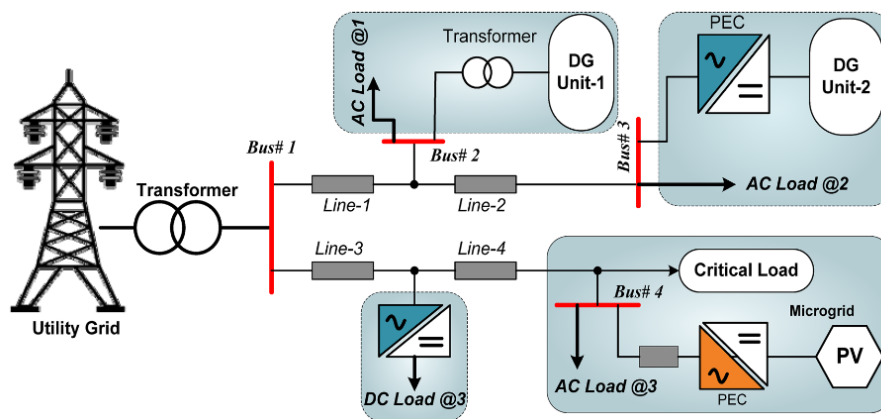 PEC
Transformer
DG
Unit-1
DG
Unit-2
AC Load @1
Bus# 1
Bus# 2
Bus# 3
Transformer
Line-1
Line-2
AC Load @2
Line-3
Line-4
Critical Load
Bus# 4
Utility Grid
Microgrid
PV
DC Load @3
AC Load @3
PEC